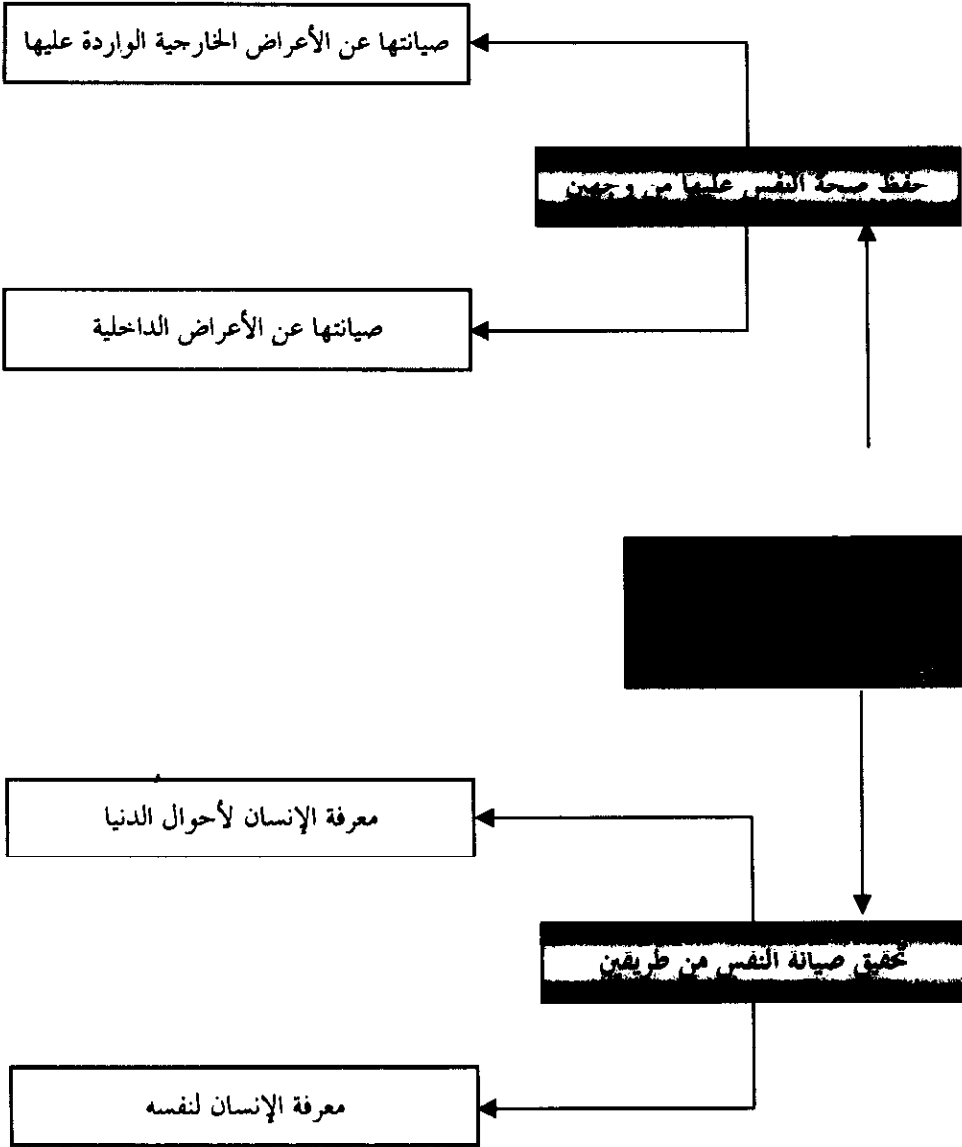 صيانتها عن الأعراض الخارجية الواردة عليها
حفظ صحة النفس عليها من وجهين
صيانتها عن الأعراض الداخلية
معرفة الإنسان لأحوال الدنيا
تحقيق صيانة النفس من طريقين
معرفة الإنسان لنفسه